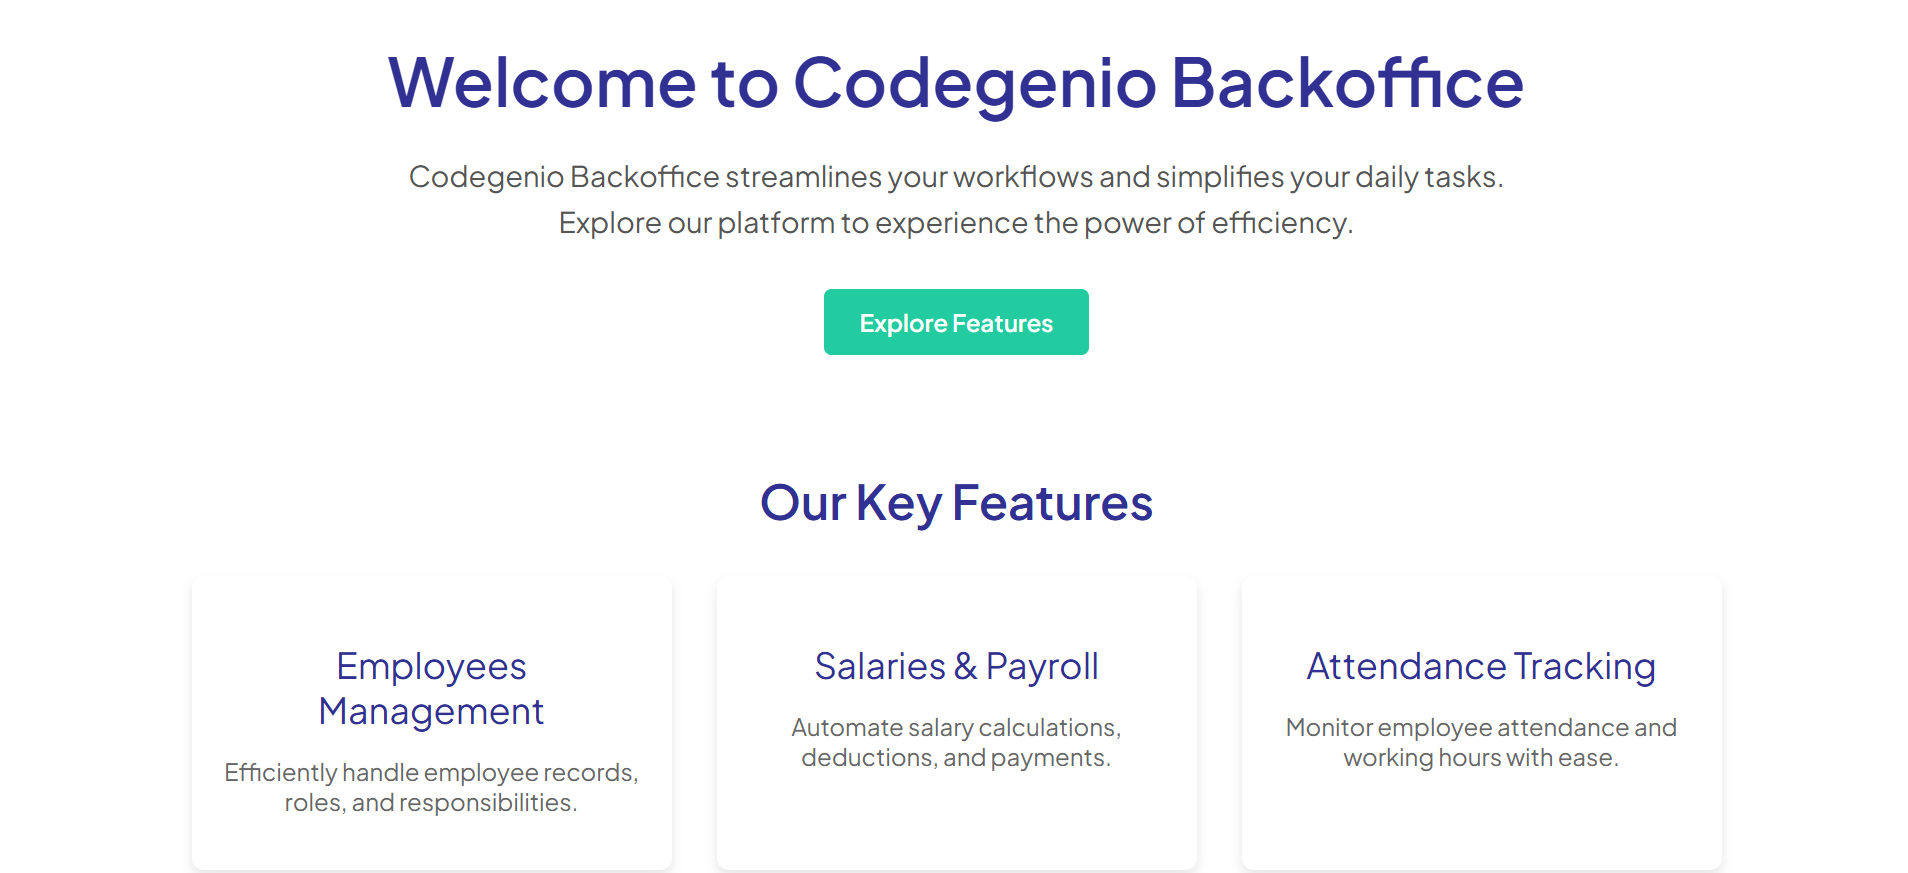 Welcome to Codegenio Backoffice
Codegenio Backoffice streamlines your workflows and simplifies your daily tasks.
Explore our platform to experience the power of efficiency.
Explore Features
Our Key Features
Employees
Management
Efficiently handle employee records,
roles, and responsibilities.
Salaries & Payroll
Automate salary calculations,
deductions, and payments.
Attendance Tracking
Monitor employee attendance and
working hours with ease.